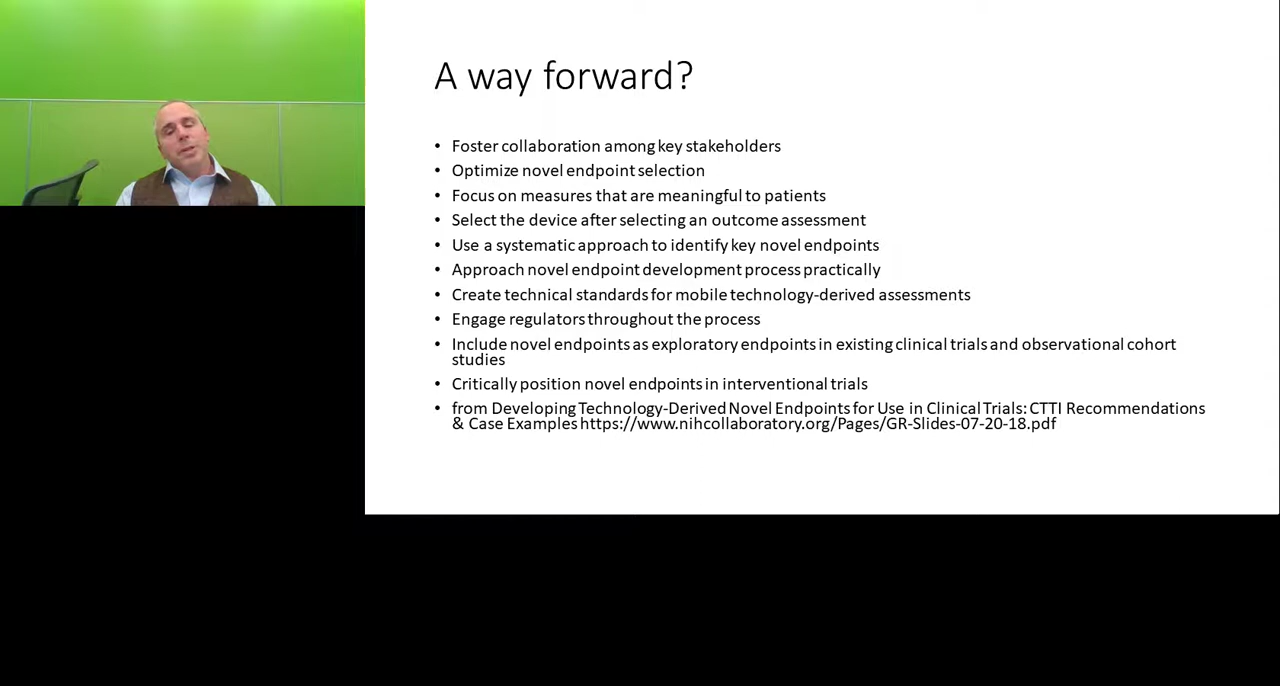 A way forward?
• Foster collaboration among key stakeholders
• Optimize novel endpoint selection
• Focus on measures that are meaningful to patients
• Select the device after selecting an outcome assessment
• Use a systematic approach to identify key novel endpoints
• Approach novel endpoint development process practically
• Create technical standards for mobile technology-derived assessments
• Engage regulators throughout the process
• Include novel endpoints as exploratory endpoints in existing clinical trials and observational cohort
studies
• Critically position novel endpoints in interventional trials
• from Developing Technology-Derived Novel Endpoints for Use in Clinical Trials: CTTI Recommendations
& Case Examples https://www.nihcollaboratory.org/Pages/GR-Slides-07-20-18.pdf